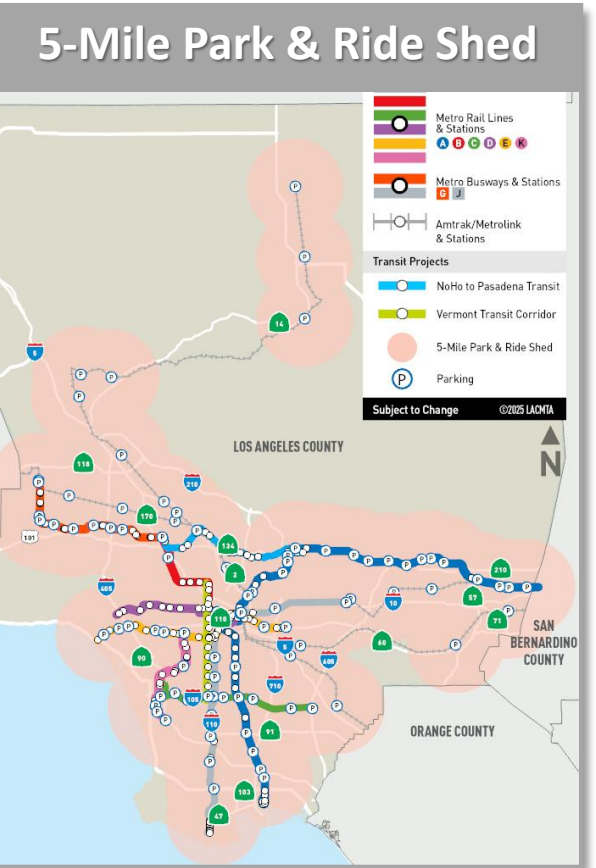 5-Mile Park & Ride Shed
Metro Rail Lines
& Stations
A B C D E K
Metro Busways & Stations
G J
Amtrak/Metrolink
& Stations
Transit Projects
NoHo to Pasadena Transit
Vermont Transit Corridor
5-Mile Park & Ride Shed
P Parking
Subject to Change ©2025 LACMTA
N
14
5
LOS ANGELES COUNTY
118
210
170
101
134
2
210
405
10
57
110
71
5
60
SAN
BERNARDINO
COUNTY
90
605
710
105
110
91
ORANGE COUNTY
103
47